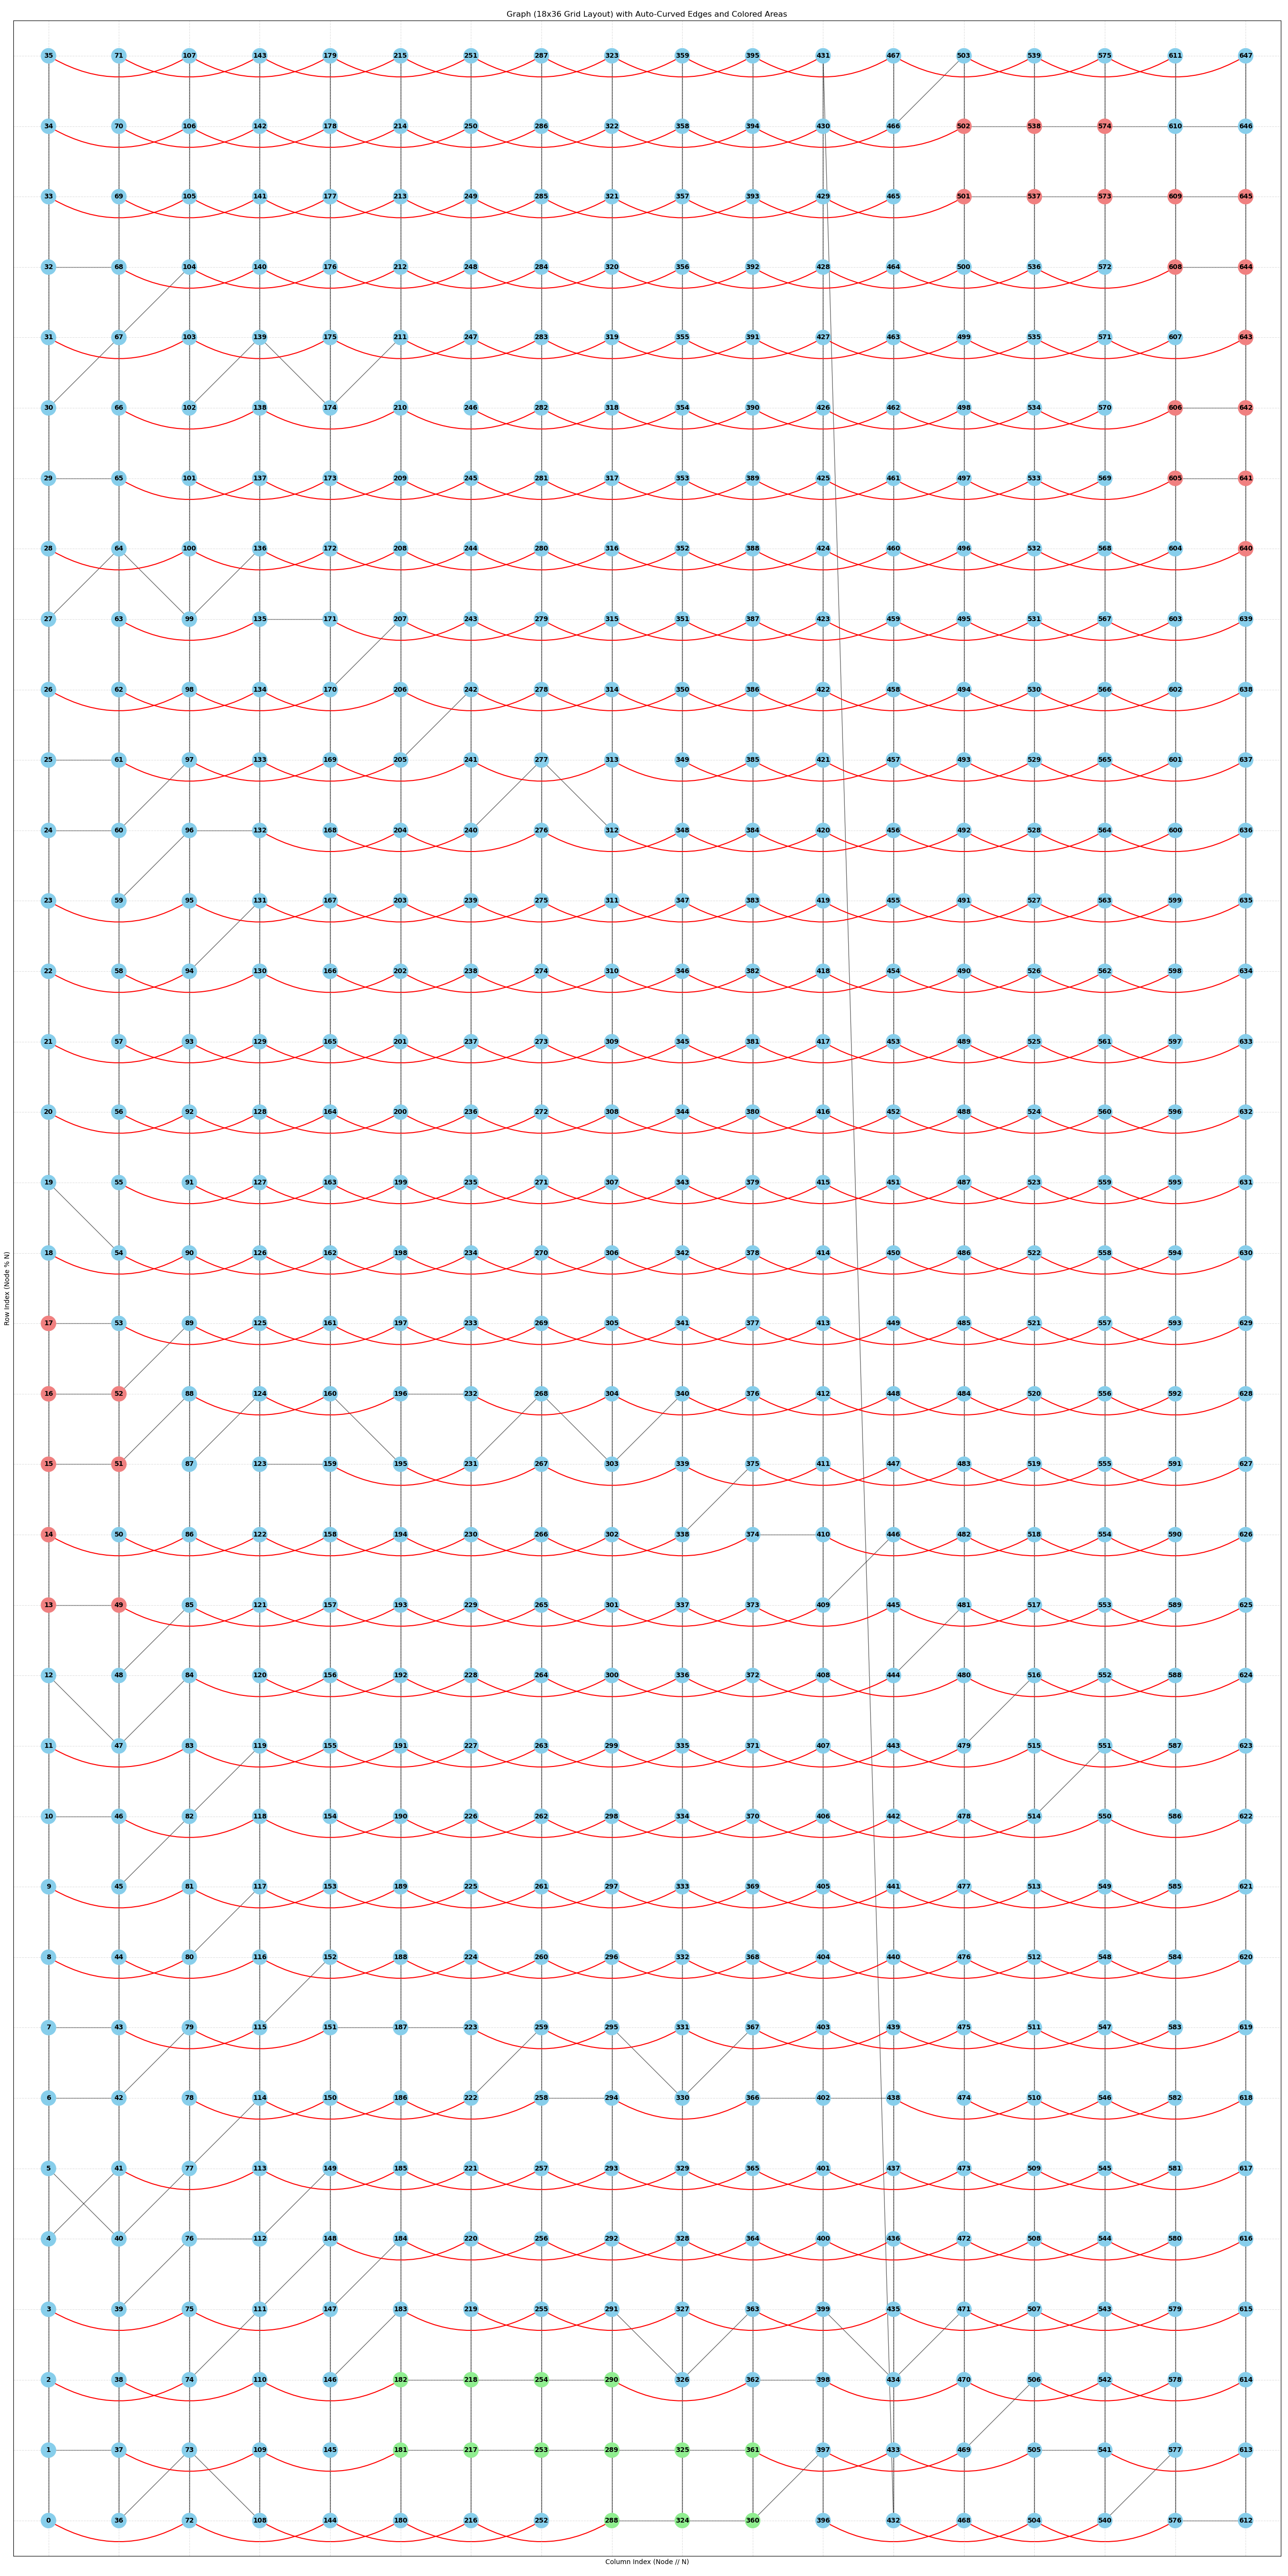 Graph (18x36 Grid Layout) with Auto-Curved Edges and Colored Areas
35 71 107 143 179 215 251 287 323 359 395 431 467 503 539 575 611 647
34 70 106 142 178 214 250 286 322 358 394 430 466 502 538 574 610 646
33 69 105 141 177 213 249 285 321 357 393 429 465 501 537 573 609 645
32 68 104 140 176 212 248 284 320 356 392 428 464 500 536 572 608 644
31 67 103 139 175 211 247 283 319 355 391 427 463 499 535 571 607 643
30 66 102 138 174 210 246 282 318 354 390 426 462 498 534 570 606 642
29 65 101 137 173 209 245 281 317 353 389 425 461 497 533 569 605 641
28 64 100 136 172 208 244 280 316 352 388 424 460 496 532 568 604 640
27 63 99 135 171 207 243 279 315 351 387 423 459 495 531 567 603 639
26 62 98 134 170 206 242 278 314 350 386 422 458 494 530 566 602 638
25 61 97 133 169 205 241 277 313 349 385 421 457 493 529 565 601 637
24 60 96 132 168 204 240 276 312 348 384 420 456 492 528 564 600 636
23 59 95 131 167 203 239 275 311 347 383 419 455 491 527 563 599 635
22 58 94 130 166 202 238 274 310 346 382 418 454 490 526 562 598 634
21 57 93 129 165 201 237 273 309 345 381 417 453 489 525 561 597 633
20 56 92 128 164 200 236 272 308 344 380 416 452 488 524 560 596 632
19 55 91 127 163 199 235 271 307 343 379 415 451 487 523 559 595 631
18 54 90 126 162 198 234 270 306 342 378 414 450 486 522 558 594 630
17 53 89 125 161 197 233 269 305 341 377 413 449 485 521 557 593 629
16 52 88 124 160 196 232 268 304 340 376 412 448 484 520 556 592 628
15 51 87 123 159 195 231 267 303 339 375 411 447 483 519 555 591 627
14 50 86 122 158 194 230 266 302 338 374 410 446 482 518 554 590 626
13 49 85 121 157 193 229 265 301 337 373 409 445 481 517 553 589 625
12 48 84 120 156 192 228 264 300 336 372 408 444 480 516 552 588 624
11 47 83 119 155 191 227 263 299 335 371 407 443 479 515 551 587 623
10 46 82 118 154 190 226 262 298 334 370 406 442 478 514 550 586 622
9 45 81 117 153 189 225 261 297 333 369 405 441 477 513 549 585 621
8 44 80 116 152 188 224 260 296 332 368 404 440 476 512 548 584 620
7 43 79 115 151 187 223 259 295 331 367 403 439 475 511 547 583 619
6 42 78 114 150 186 222 258 294 330 366 402 438 474 510 546 582 618
5 41 77 113 149 185 221 257 293 329 365 401 437 473 509 545 581 617
4 40 76 112 148 184 220 256 292 328 364 400 436 472 508 544 580 616
3 39 75 111 147 183 219 255 291 327 363 399 435 471 507 543 579 615
2 38 74 110 146 182 218 254 290 326 362 398 434 470 506 542 578 614
1 37 73 109 145 181 217 253 289 325 361 397 433 469 505 541 577 613
0 36 72 108 144 180 216 252 288 324 360 396 432 468 504 540 576 612
Column Index (Node // N)
Row Index (Node % N)